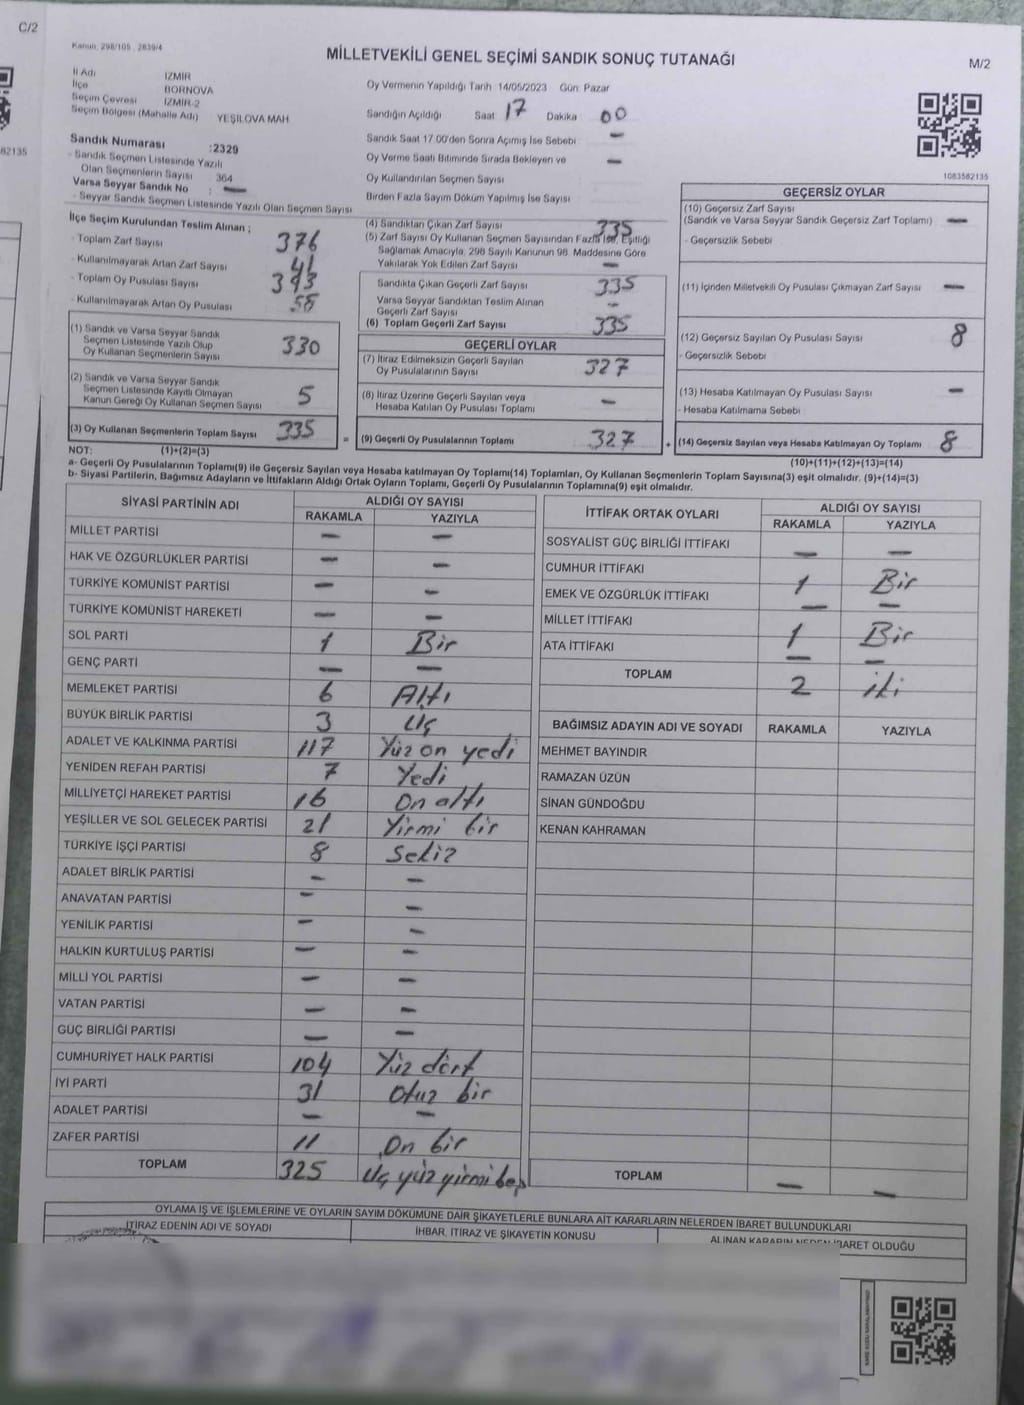 C/2
Kanun: 298/105 , 2839/4
MİLLETVEKİLİ GENEL SEÇİMİ SANDIK SONUÇ TUTANAĞI
M/2
İl Adı İZMİR
İlçe BORNOVA
Seçim Çevresi İZMİR-2
Seçim Bölgesi (Mahalle Adı) YEŞİLOVA MAH
Oy Vermenin Yapıldığı Tarih 14/05/2023 Gün: Pazar
Sandığın Açıldığı Saat 17 Dakika 00
Sandık Saat 17.00'den Sonra Açımış İse Sebebi : —
Oy Verme Saati Bitiminde Sırada Bekleyen ve —
Oy Kullandırılan Seçmen Sayısı
Birden Fazla Sayım Döküm Yapılmış İse Sayısı
82135
1083582135
Sandık Numarası :2329
- Sandık Seçmen Listesinde Yazılı
Olan Seçmenlerin Sayısı : 364
Varsa Seyyar Sandık No : —
- Seyyar Sandık Seçmen Listesinde Yazılı Olan Seçmen Sayısı
İlçe Seçim Kurulundan Teslim Alınan ;
- Toplam Zarf Sayısı 376
- Kullanılmayarak Artan Zarf Sayısı 41
- Toplam Oy Pusulası Sayısı 393
- Kullanılmayarak Artan Oy Pusulası 58
(1) Sandık ve Varsa Seyyar Sandık
Seçmen Listesinde Yazılı Olup
Oy Kullanan Seçmenlerin Sayısı 330
(2) Sandık ve Varsa Seyyar Sandık
Seçmen Listesinde Kayıtlı Olmayan
Kanun Gereği Oy Kullanan Seçmen Sayısı 5
(3) Oy Kullanan Seçmenlerin Toplam Sayısı 335
(4) Sandıktan Çıkan Zarf Sayısı 335
(5) Zarf Sayısı Oy Kullanan Seçmen Sayısından Fazla İse, Eşitliği
Sağlamak Amacıyla, 298 Sayılı Kanunun 98. Maddesine Göre
Yakılarak Yok Edilen Zarf Sayısı —
Sandıkta Çıkan Geçerli Zarf Sayısı 335
Varsa Seyyar Sandıktan Teslim Alınan
Geçerli Zarf Sayısı —
(6) Toplam Geçerli Zarf Sayısı 335
GEÇERLİ OYLAR
(7) İtiraz Edilmeksizin Geçerli Sayılan
Oy Pusulalarının Sayısı 327
(8) İtiraz Üzerine Geçerli Sayılan veya
Hesaba Katılan Oy Pusulası Toplamı —
= (9) Geçerli Oy Pusulalarının Toplamı 327
GEÇERSİZ OYLAR
(10) Geçersiz Zarf Sayısı
(Sandık ve Varsa Seyyar Sandık Geçersiz Zarf Toplamı) —
- Geçersizlik Sebebi
(11) İçinden Milletvekili Oy Pusulası Çıkmayan Zarf Sayısı —
(12) Geçersiz Sayılan Oy Pusulası Sayısı 8
- Geçersizlik Sebebi
(13) Hesaba Katılmayan Oy Pusulası Sayısı —
- Hesaba Katılmama Sebebi
+ (14) Geçersiz Sayılan veya Hesaba Katılmayan Oy Toplamı 8
NOT: (1)+(2)=(3)
(10)+(11)+(12)+(13)=(14)
a- Geçerli Oy Pusulalarının Toplamı(9) ile Geçersiz Sayılan veya Hesaba katılmayan Oy Toplamı(14) Toplamları, Oy Kullanan Seçmenlerin Toplam Sayısına(3) eşit olmalıdır. (9)+(14)=(3)
b- Siyasi Partilerin, Bağımsız Adayların ve İttifakların Aldığı Ortak Oyların Toplamı, Geçerli Oy Pusulalarının Toplamına(9) eşit olmalıdır.
SİYASİ PARTİNİN ADI ALDIĞI OY SAYISI
RAKAMLA YAZIYLA
MİLLET PARTİSİ — —
HAK VE ÖZGÜRLÜKLER PARTİSİ — —
TÜRKİYE KOMÜNİST PARTİSİ — —
TÜRKİYE KOMÜNİST HAREKETİ — —
SOL PARTİ 1 Bir
GENÇ PARTİ — —
MEMLEKET PARTİSİ 6 Altı
BÜYÜK BİRLİK PARTİSİ 3 Üç
ADALET VE KALKINMA PARTİSİ 117 Yüz on yedi
YENİDEN REFAH PARTİSİ 7 Yedi
MİLLİYETÇİ HAREKET PARTİSİ 16 On altı
YEŞİLLER VE SOL GELECEK PARTİSİ 21 Yirmi bir
TÜRKİYE İŞÇİ PARTİSİ 8 Sekiz
ADALET BİRLİK PARTİSİ — —
ANAVATAN PARTİSİ — —
YENİLİK PARTİSİ — —
HALKIN KURTULUŞ PARTİSİ — —
MİLLİ YOL PARTİSİ — —
VATAN PARTİSİ — —
GÜÇ BİRLİĞİ PARTİSİ — —
CUMHURİYET HALK PARTİSİ 104 Yüz dört
İYİ PARTİ 31 Otuz bir
ADALET PARTİSİ — —
ZAFER PARTİSİ 11 On bir
TOPLAM 325 Üç yüz yirmi beş
İTTİFAK ORTAK OYLARI ALDIĞI OY SAYISI
RAKAMLA YAZIYLA
SOSYALİST GÜÇ BİRLİĞİ İTTİFAKI — —
CUMHUR İTTİFAKI 1 Bir
EMEK VE ÖZGÜRLÜK İTTİFAKI — —
MİLLET İTTİFAKI 1 Bir
ATA İTTİFAKI — —
TOPLAM 2 iki
BAĞIMSIZ ADAYIN ADI VE SOYADI RAKAMLA YAZIYLA
MEHMET BAYINDIR
RAMAZAN ÜZÜN
SİNAN GÜNDOĞDU
KENAN KAHRAMAN
TOPLAM — —
OYLAMA İŞ VE İŞLEMLERİNE VE OYLARIN SAYIM DÖKÜMÜNE DAİR ŞİKAYETLERLE BUNLARA AİT KARARLARIN NELERDEN İBARET BULUNDUKLARI
İTİRAZ EDENİN ADI VE SOYADI İHBAR, İTİRAZ VE ŞİKAYETİN KONUSU ALINAN KARARIN NEDEN İBARET OLDUĞU